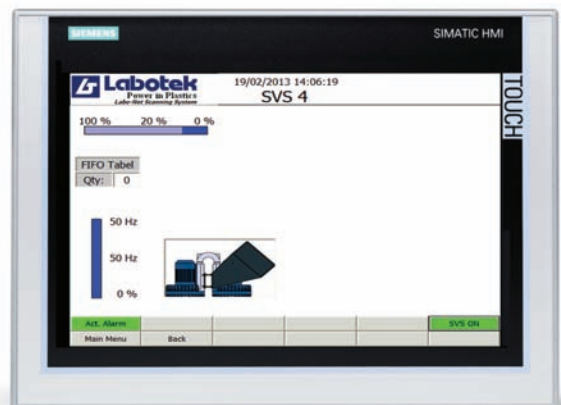 SIEMENS
SIMATIC HMI
TOUCH
Labotek
Power in Plastics
Labo-Net Scanning System
19/02/2013 14:06:19
SVS 4
100 % 20 % 0 %
FIFO Tabel
Qty: 0
50 Hz
50 Hz
0 %
Act. Alarm SVS ON
Main Menu Back